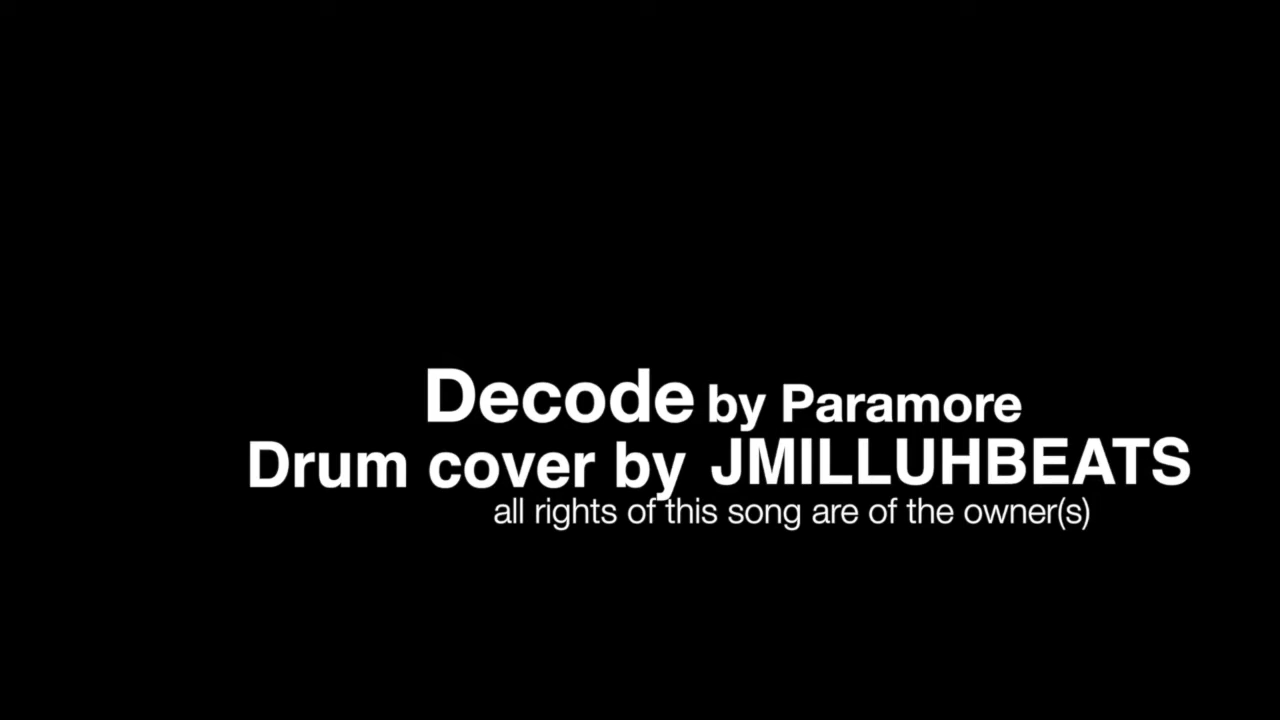 Decode by Paramore
Drum cover by JMILLUHBEATS
all rights of this song are of the owner(s)